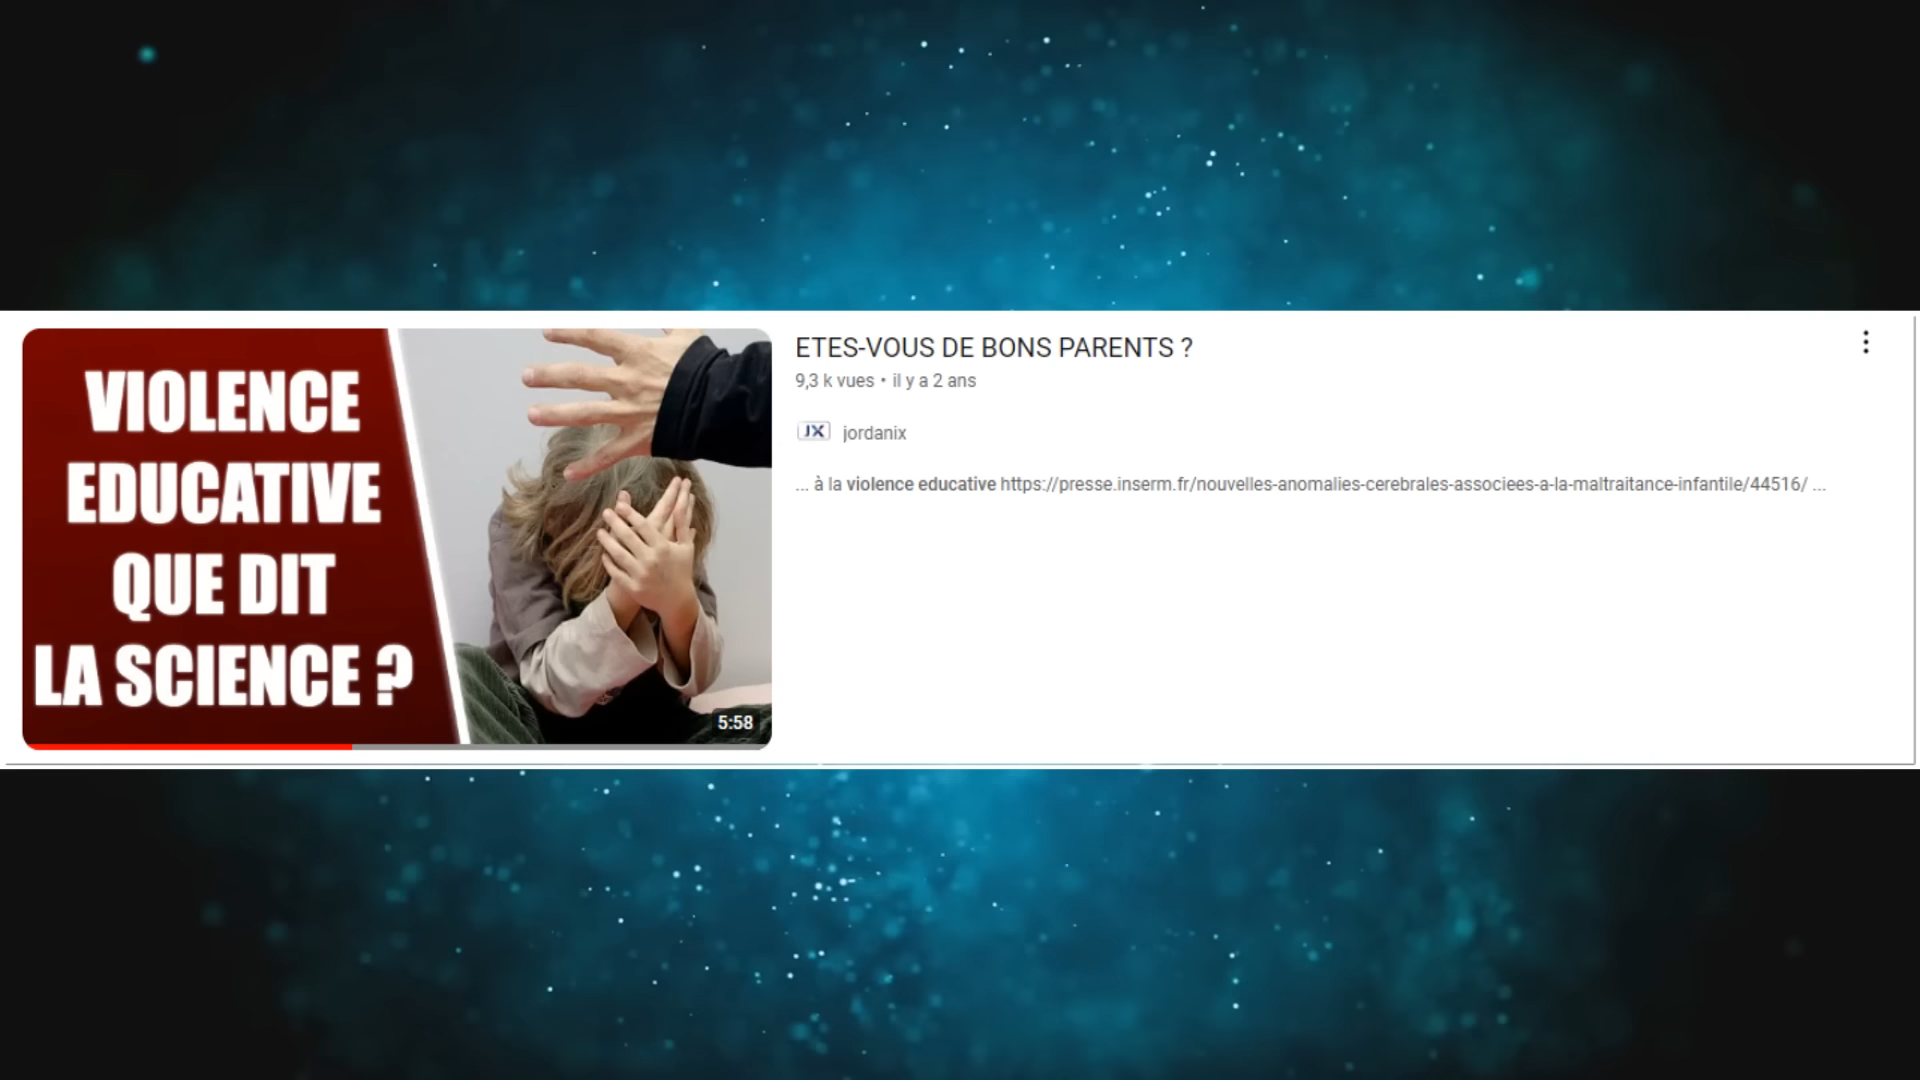 VIOLENCE
EDUCATIVE
QUE DIT
LA SCIENCE ?
5:58
ETES-VOUS DE BONS PARENTS ?
9,3 k vues • il y a 2 ans
JX jordanix
... à la violence educative https://presse.inserm.fr/nouvelles-anomalies-cerebrales-associees-a-la-maltraitance-infantile/44516/ ...